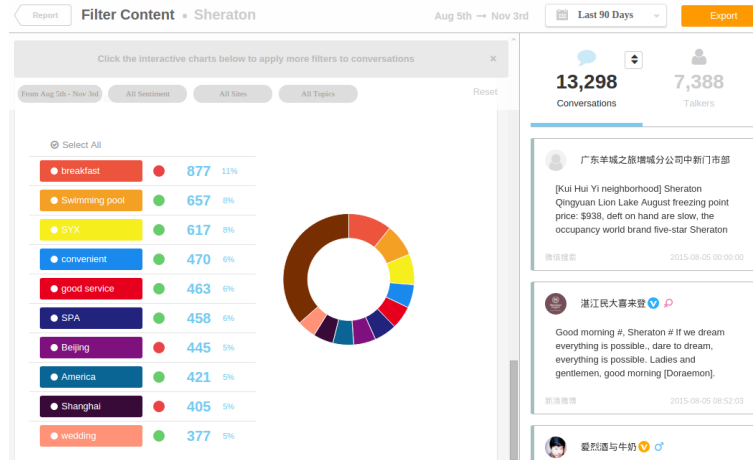 Report
Filter Content • Sheraton
Aug 5th → Nov 3rd
Last 90 Days
Export
Click the interactive charts below to apply more filters to conversations
×
From Aug 5th - Nov 3rd
All Sentiment
All Sites
All Topics
Reset
Select All
breakfast 877 11%
Swimming pool 657 8%
SYX 617 8%
convenient 470 6%
good service 463 6%
SPA 458 6%
Beijing 445 5%
America 421 5%
Shanghai 405 5%
wedding 377 5%
13,298
Conversations
7,388
Talkers
广东羊城之旅增城分公司中新门市部
[Kui Hui Yi neighborhood] Sheraton
Qingyuan Lion Lake August freezing point
price: $938, deft on hand are slow, the
occupancy world brand five-star Sheraton
微信搜索
2015-08-05 00:00:00
湛江民大喜来登
Good morning #, Sheraton # If we dream
everything is possible., dare to dream,
everything is possible. Ladies and
gentlemen, good morning [Doraemon].
新浪微博
2015-08-05 08:52:03
爱烈酒与牛奶